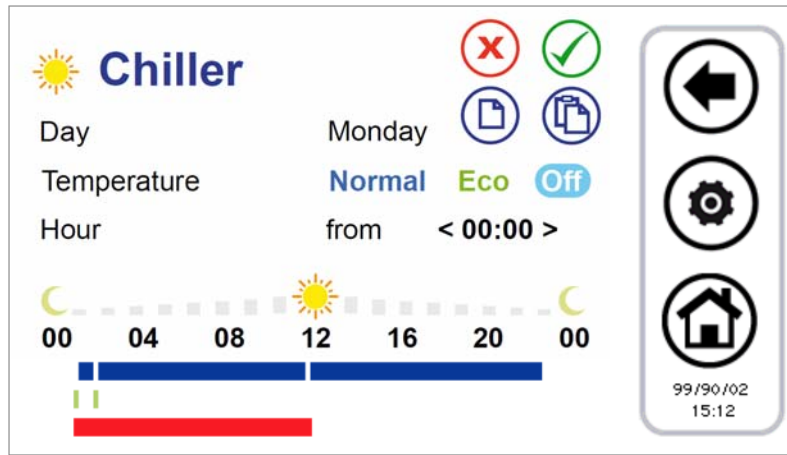 Chiller
Day Monday
Temperature Normal Eco Off
Hour from < 00:00 >
00 04 08 12 16 20 00
99/90/02
15:12